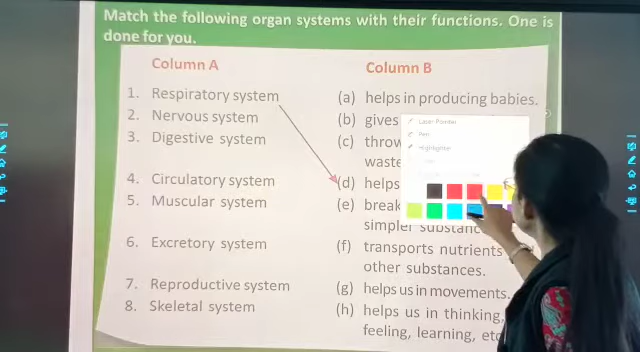 Match the following organ systems with their functions. One is
done for you.
Column A
Column B
1. Respiratory system
(a) helps in producing babies.
2. Nervous system
(b) gives
3. Digestive system
(c) throw
waste
4. Circulatory system
(d) helps
5. Muscular system
(e) break
simpler substanc
6. Excretory system
(f) transports nutrients
other substances.
7. Reproductive system
(g) helps us in movements.
8. Skeletal system
(h) helps us in thinking,
feeling, learning, etc
Laser Pointer
Pen
Highlighter